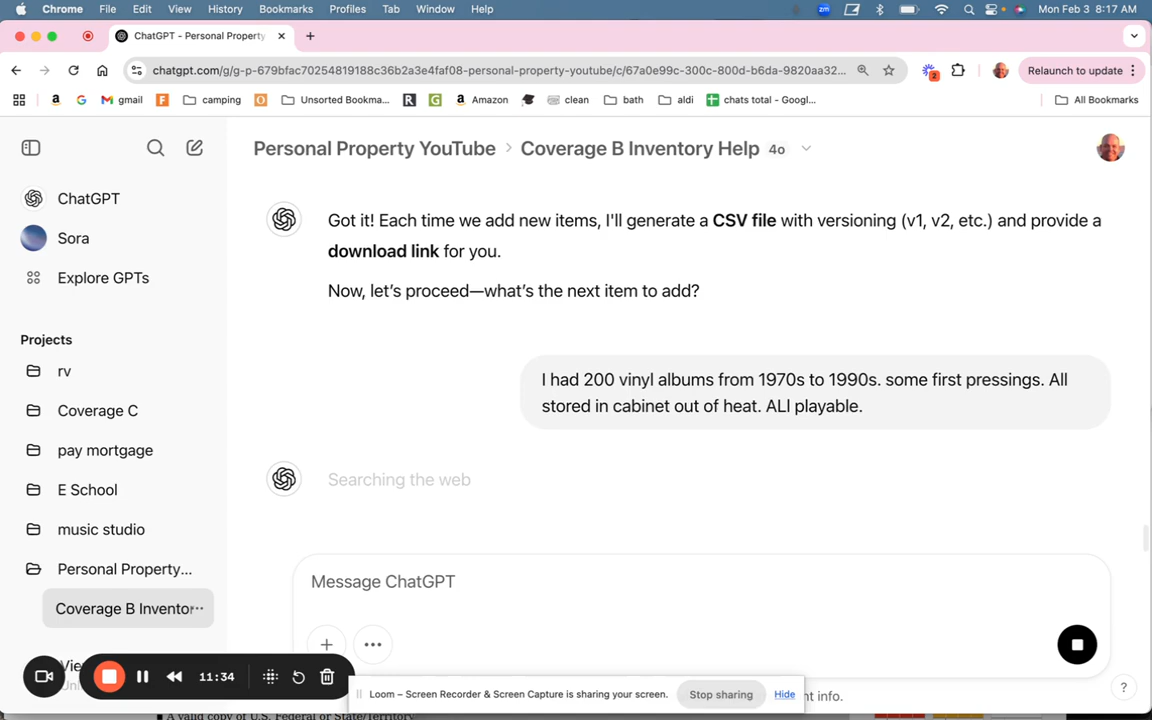 Chrome File Edit View History Bookmarks Profiles Tab Window Help
zm
Mon Feb 3 8:17 AM
ChatGPT - Personal Property
chatgpt.com/g/g-p-679bfac70254819188c36b2a3e4faf08-personal-property-youtube/c/67a0e99c-300c-800d-b6da-9820aa32...
2
Relaunch to update
gmail
camping
Unsorted Bookma...
Amazon
clean
bath
aldi
chats total - Googl...
All Bookmarks
Personal Property YouTube > Coverage B Inventory Help 4o
ChatGPT
Sora
Explore GPTs
Projects
rv
Coverage C
pay mortgage
E School
music studio
Personal Property...
Coverage B Inventor...
Got it! Each time we add new items, I'll generate a CSV file with versioning (v1, v2, etc.) and provide a
download link for you.
Now, let's proceed—what's the next item to add?
I had 200 vinyl albums from 1970s to 1990s. some first pressings. All
stored in cabinet out of heat. ALl playable.
Searching the web
Message ChatGPT
11:34
Loom – Screen Recorder & Screen Capture is sharing your screen.
Stop sharing
Hide
nt info.
?
A valid copy of U.S. Federal or State/Territory